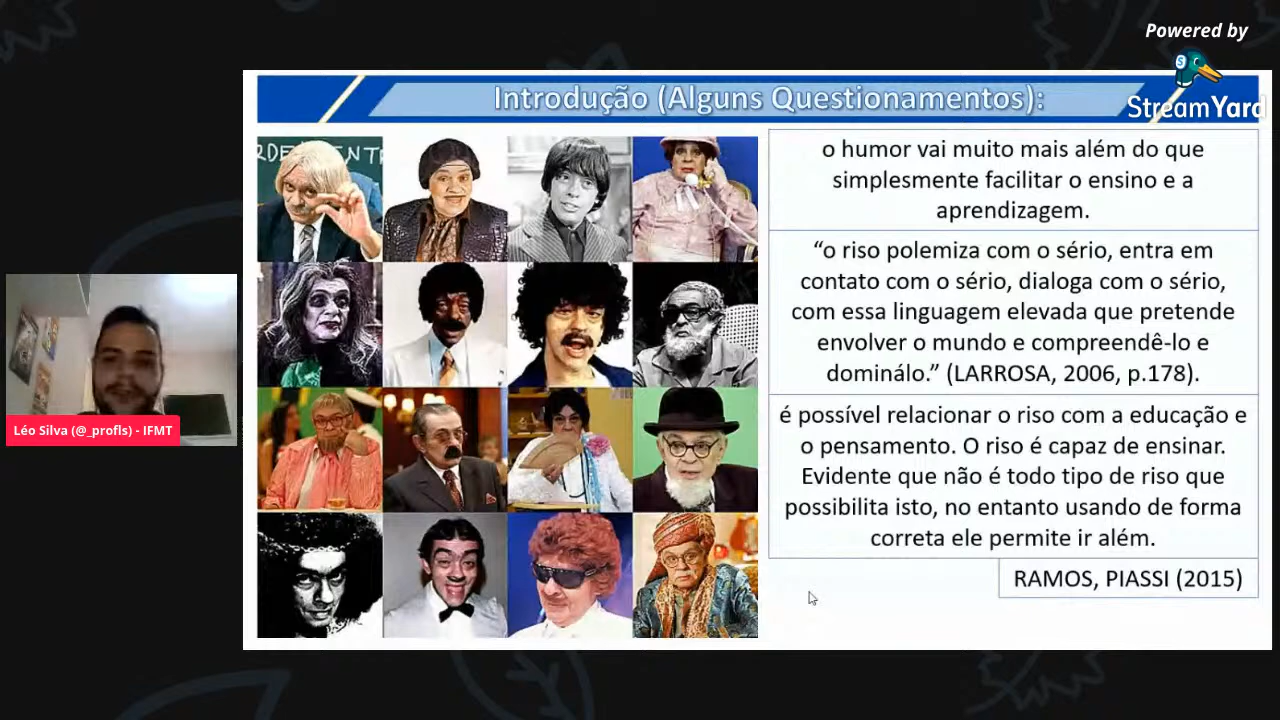 Powered by
StreamYard
Introdução (Alguns Questionamentos):
o humor vai muito mais além do que
simplesmente facilitar o ensino e a
aprendizagem.
“o riso polemiza com o sério, entra em
contato com o sério, dialoga com o sério,
com essa linguagem elevada que pretende
envolver o mundo e compreendê-lo e
dominálo.” (LARROSA, 2006, p.178).
é possível relacionar o riso com a educação e
o pensamento. O riso é capaz de ensinar.
Evidente que não é todo tipo de riso que
possibilita isto, no entanto usando de forma
correta ele permite ir além.
RAMOS, PIASSI (2015)
Léo Silva (@_profls) - IFMT